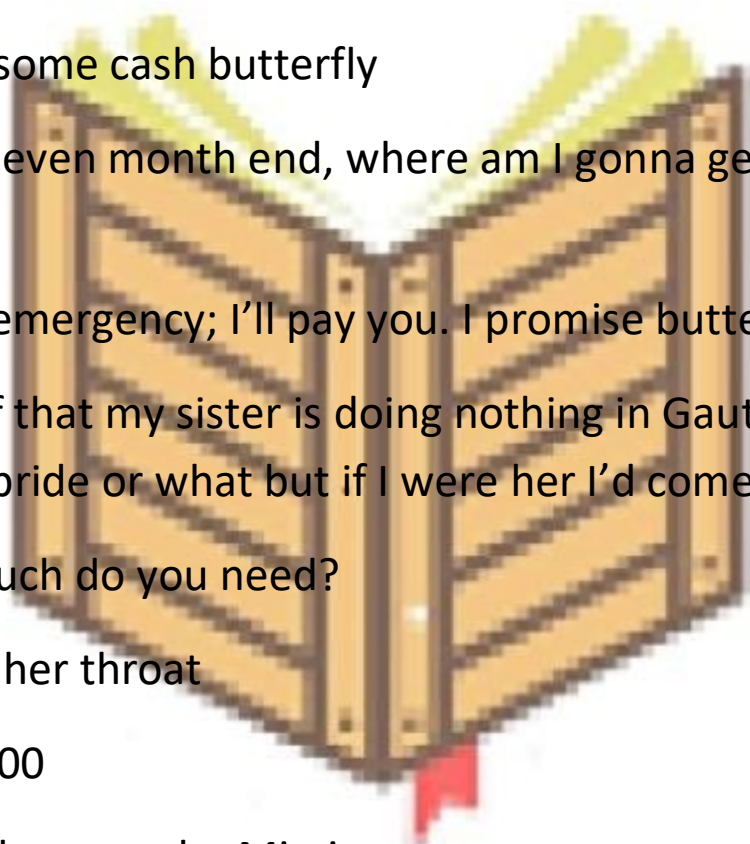 some cash butterfly
even month end, where am I gonna ge
emergency; I’ll pay you. I promise butte
that my sister is doing nothing in Gaut
pride or what but if I were her I’d come
uch do you need?
her throat
00